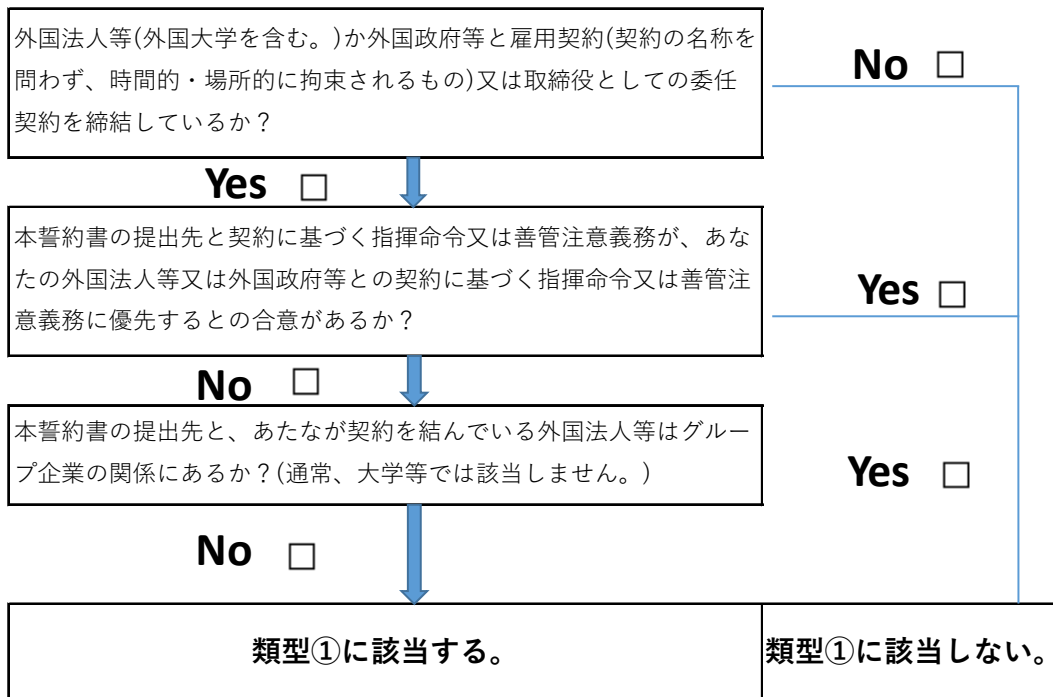 外国法人等(外国大学を含む。)か外国政府等と雇用契約(契約の名称を
問わず、時間的・場所的に拘束されるもの)又は取締役としての委任
契約を締結しているか？
No □
Yes □
本誓約書の提出先と契約に基づく指揮命令又は善管注意義務が、あな
たの外国法人等又は外国政府等との契約に基づく指揮命令又は善管注
意義務に優先するとの合意があるか？
Yes □
No □
本誓約書の提出先と、あたなが契約を結んでいる外国法人等はグルー
プ企業の関係にあるか？(通常、大学等では該当しません。)
Yes □
No □
類型①に該当する。
類型①に該当しない。